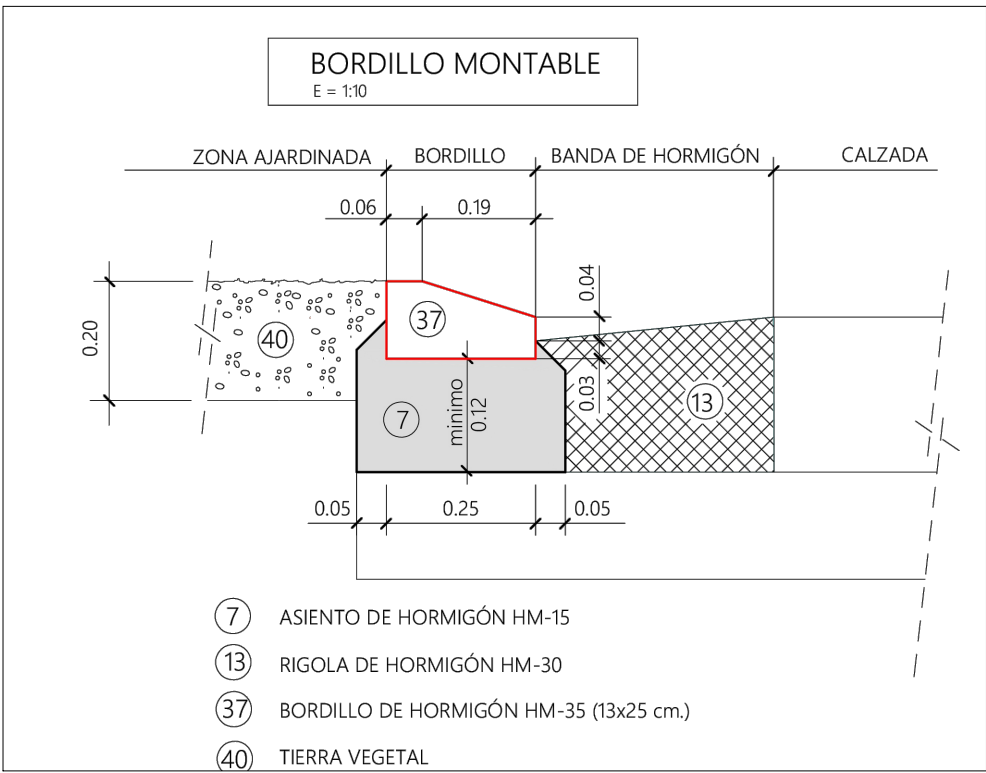 BORDILLO MONTABLE
E = 1:10
ZONA AJARDINADA BORDILLO BANDA DE HORMIGÓN CALZADA
0.06 0.19
0.04
37
0.20
40
0.03
13
7
minimo
0.12
0.05 0.25 0.05
7 ASIENTO DE HORMIGÓN HM-15
13 RIGOLA DE HORMIGÓN HM-30
37 BORDILLO DE HORMIGÓN HM-35 (13x25 cm.)
40 TIERRA VEGETAL